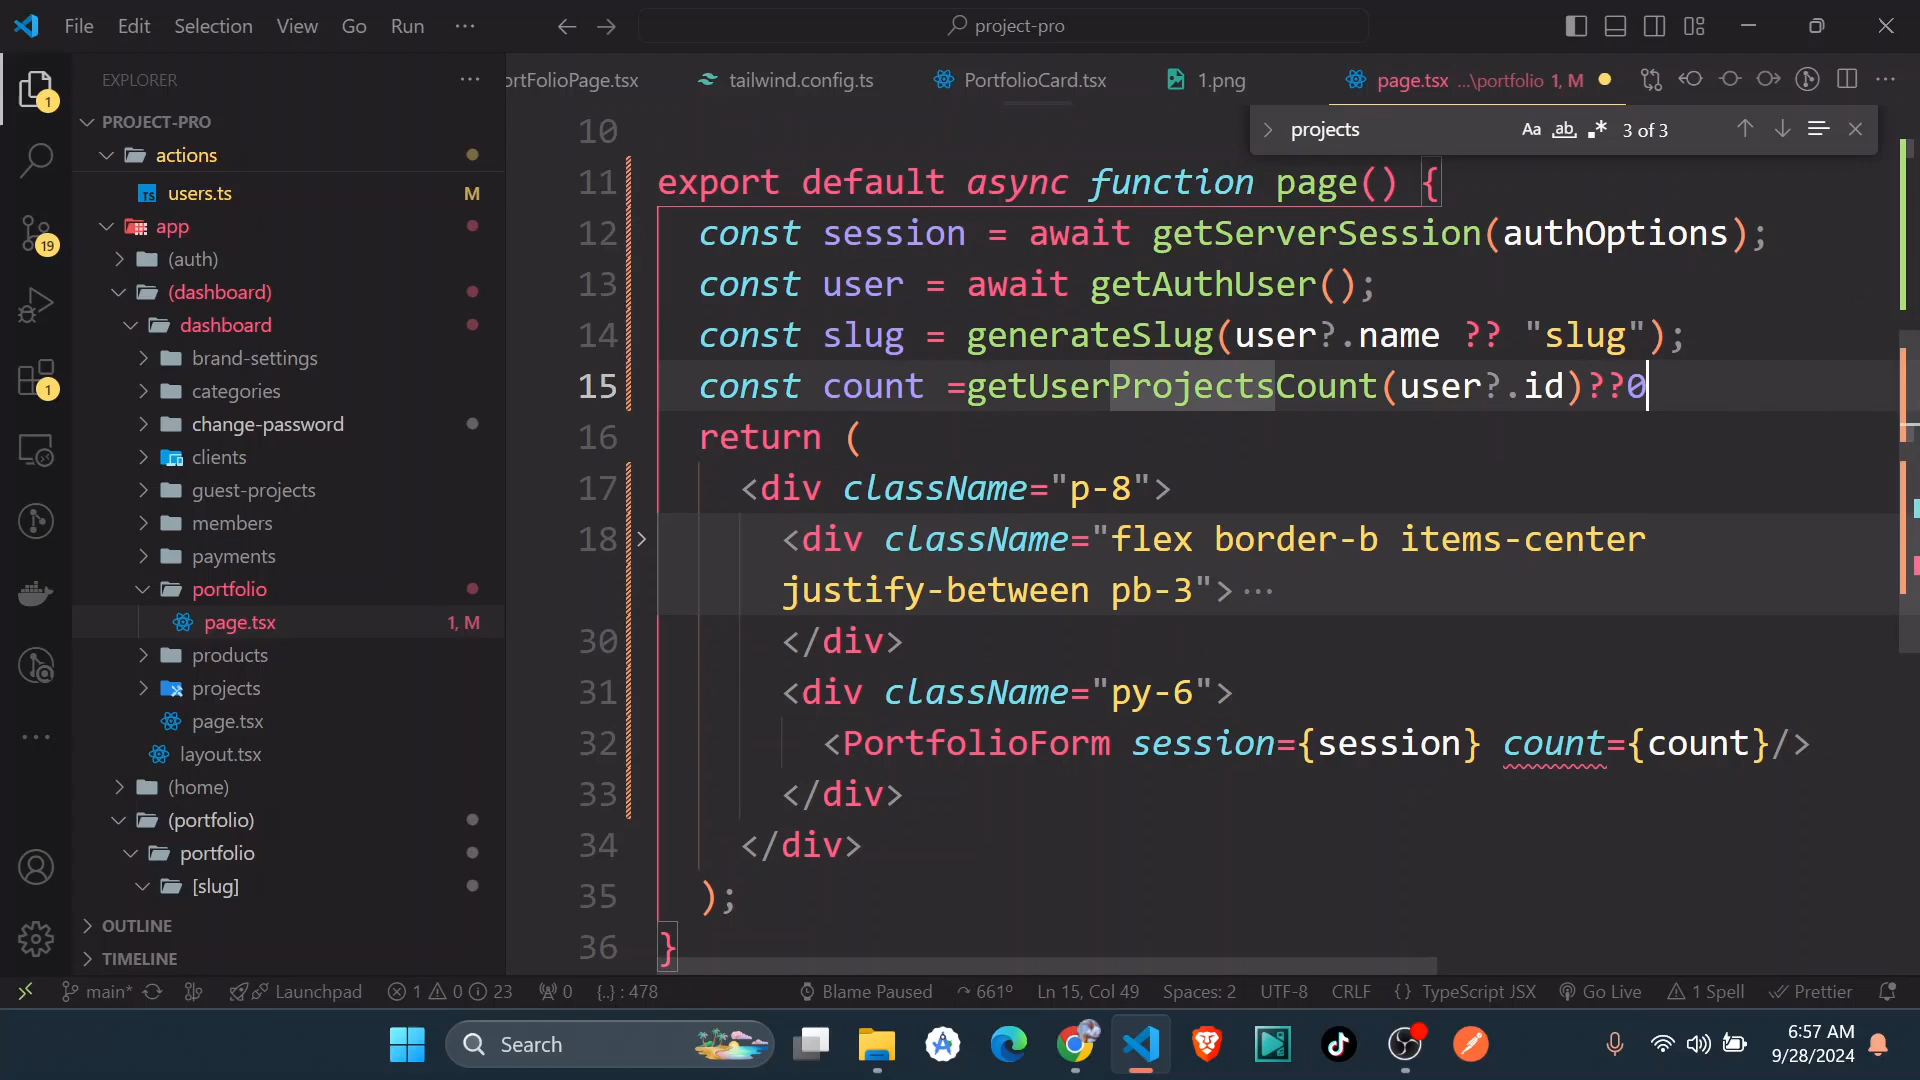 File Edit Selection View Go Run ···
project-pro
EXPLORER ···
ortFolioPage.tsx tailwind.config.ts PortfolioCard.tsx 1.png page.tsx ...\portfolio 1, M
projects Aa ab 3 of 3
PROJECT-PRO
actions
users.ts M
app
(auth)
(dashboard)
dashboard
brand-settings
categories
change-password
clients
guest-projects
members
payments
portfolio
page.tsx 1, M
products
projects
page.tsx
layout.tsx
(home)
(portfolio)
portfolio
[slug]
OUTLINE
TIMELINE
1
19
1
10
11 export default async function page() {
12 const session = await getServerSession(authOptions);
13 const user = await getAuthUser();
14 const slug = generateSlug(user?.name ?? "slug");
15 const count =getUserProjectsCount(user?.id)??0
16 return (
17 <div className="p-8">
18 <div className="flex border-b items-center
justify-between pb-3">···
30 </div>
31 <div className="py-6">
32 <PortfolioForm session={session} count={count}/>
33 </div>
34 </div>
35 );
36 }
main* Launchpad 1 0 23 0 {..} : 478 Blame Paused 661° Ln 15, Col 49 Spaces: 2 UTF-8 CRLF {} TypeScript JSX Go Live 1 Spell Prettier
Search
6:57 AM
9/28/2024